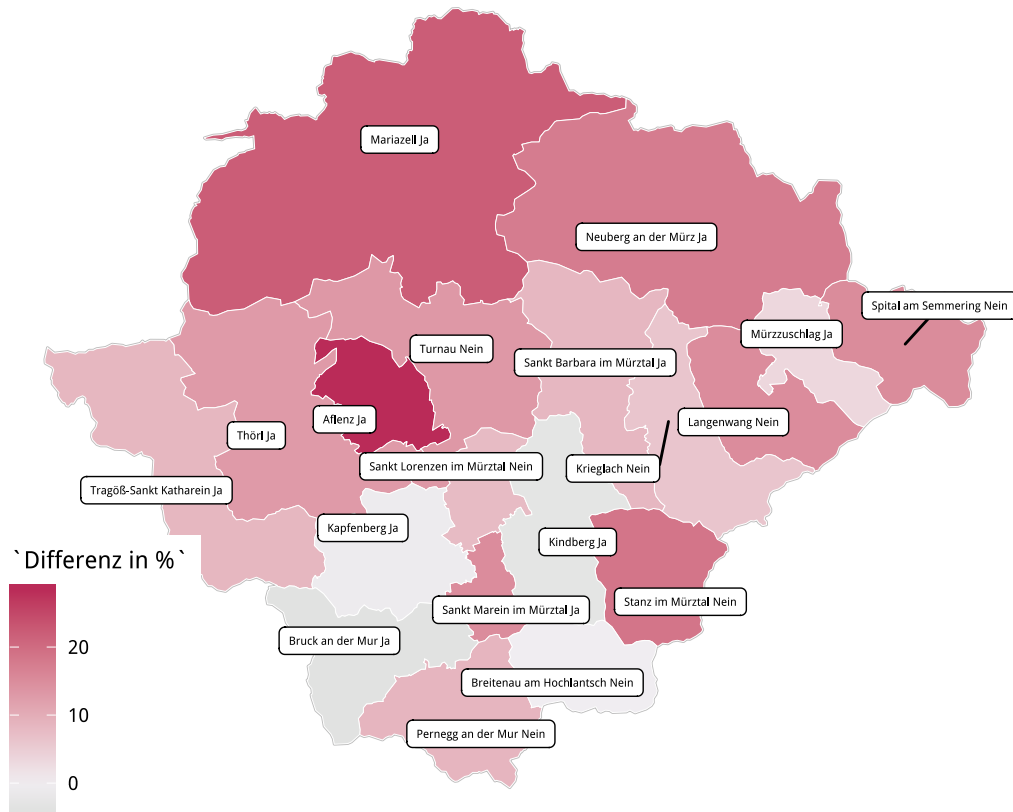 Mariazell Ja
Neuberg an der Mürz Ja
Spital am Semmering Nein
Mürzzuschlag Ja
Turnau Nein
Sankt Barbara im Mürztal Ja
Aflenz Ja
Langenwang Nein
Thörl Ja
Sankt Lorenzen im Mürztal Nein
Krieglach Nein
Tragöß-Sankt Katharein Ja
Kapfenberg Ja
Kindberg Ja
`Differenz in %`
Stanz im Mürztal Nein
Sankt Marein im Mürztal Ja
Bruck an der Mur Ja
20
Breitenau am Hochlantsch Nein
10
Pernegg an der Mur Nein
0